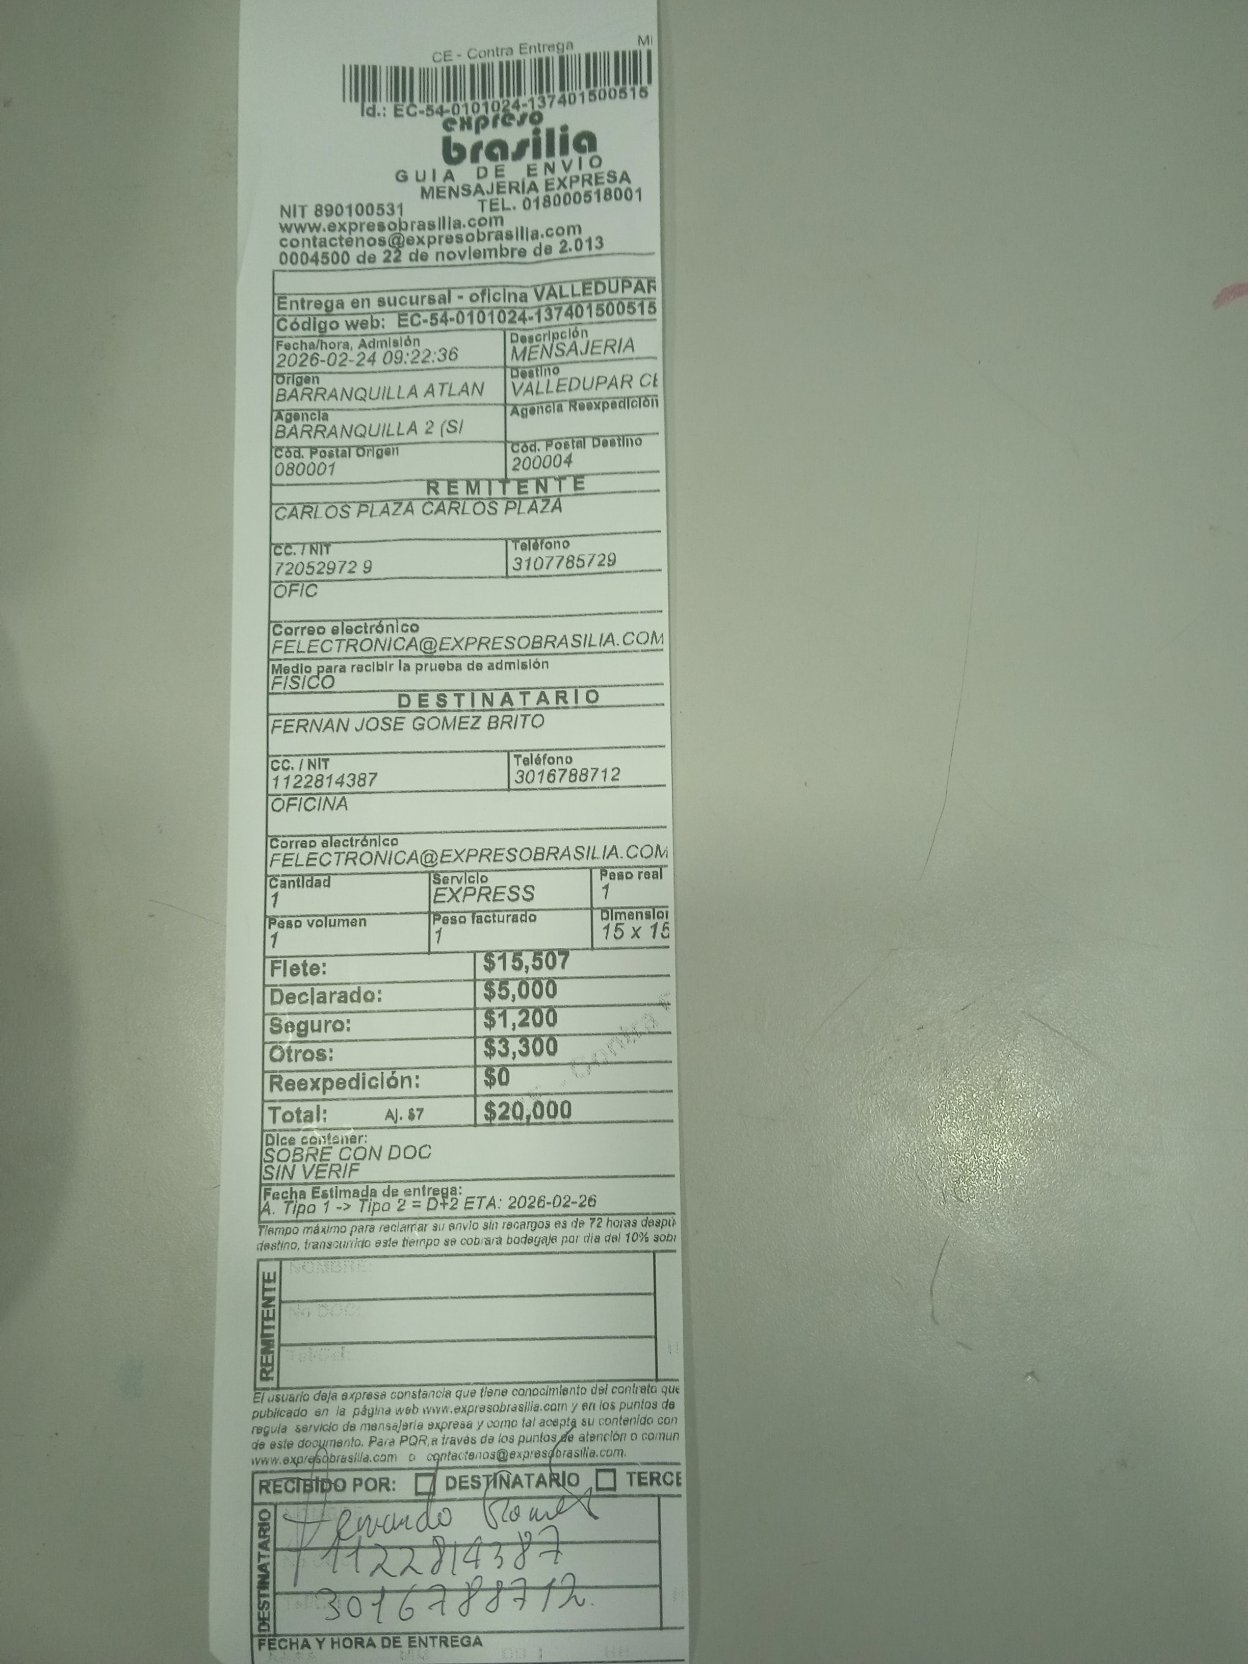 CE - Contra Entrega
Id.: EC-54-0101024-137401500515
expreso
brasilia
GUIA DE ENVIO
MENSAJERÍA EXPRESA
NIT 890100531 TEL. 018000518001
www.expresobrasilia.com
contactenos@expresobrasilia.com
0004500 de 22 de noviembre de 2.013
Entrega en sucursal - oficina VALLEDUPAR
Código web: EC-54-0101024-137401500515
Fecha/hora, Admisión Descripción
2026-02-24 09:22:36 MENSAJERIA
Origen Destino
BARRANQUILLA ATLAN VALLEDUPAR CE
Agencia Agencia Reexpedición
BARRANQUILLA 2 (SI
Cód. Postal Origen Cód. Postal Destino
080001 200004
REMITENTE
CARLOS PLAZA CARLOS PLAZA
CC. / NIT Teléfono
72052972 9 3107785729
OFIC
Correo electrónico
FELECTRONICA@EXPRESOBRASILIA.COM
Medio para recibir la prueba de admisión
FISICO
DESTINATARIO
FERNAN JOSE GOMEZ BRITO
CC. / NIT Teléfono
1122814387 3016788712
OFICINA
Correo electrónico
FELECTRONICA@EXPRESOBRASILIA.COM
Cantidad Servicio Peso real
1 EXPRESS 1
Peso volumen Peso facturado Dimension
1 1 15 x 15
Flete: $15,507
Declarado: $5,000
Seguro: $1,200
Otros: $3,300
Reexpedición: $0
Total: Aj. $7 $20,000
Dice contener:
SOBRE CON DOC
SIN VERIF
Fecha Estimada de entrega:
A. Tipo 1 -> Tipo 2 = D+2 ETA: 2026-02-26
Tiempo máximo para reclamar su envío sin recargos es de 72 horas despu
destino, transcurrido este tiempo se cobrará bodegaje por día del 10% sobr
REMITENTE
NOMBRE:
El usuario deja expresa constancia que tiene conocimiento del contrato que
publicado en la página web www.expresobrasilia.com y en los puntos de
regula servicio de mensajería expresa y como tal acepta su contenido con
de este documento. Para PQR, a través de los puntos de atención o comun
www.expresobrasilia.com o contactenos@expresobrasilia.com.
RECIBIDO POR: DESTINATARIO TERCE
DESTINATARIO
1122814387
3016788712.
FECHA Y HORA DE ENTREGA